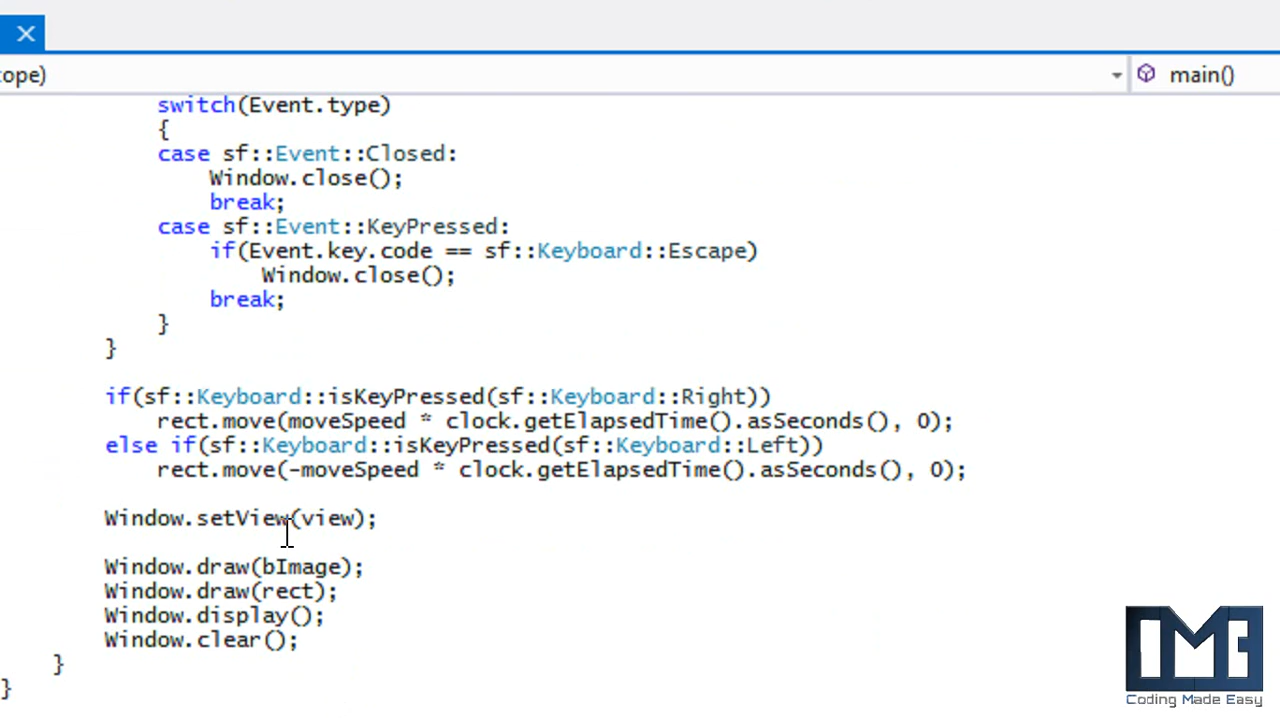 cope)
main()
switch(Event.type)
{
case sf::Event::Closed:
Window.close();
break;
case sf::Event::KeyPressed:
if(Event.key.code == sf::Keyboard::Escape)
Window.close();
break;
}
}
if(sf::Keyboard::isKeyPressed(sf::Keyboard::Right))
rect.move(moveSpeed * clock.getElapsedTime().asSeconds(), 0);
else if(sf::Keyboard::isKeyPressed(sf::Keyboard::Left))
rect.move(-moveSpeed * clock.getElapsedTime().asSeconds(), 0);
Window.setView(view);
Window.draw(bImage);
Window.draw(rect);
Window.display();
Window.clear();
}
}
CME
Coding Made Easy